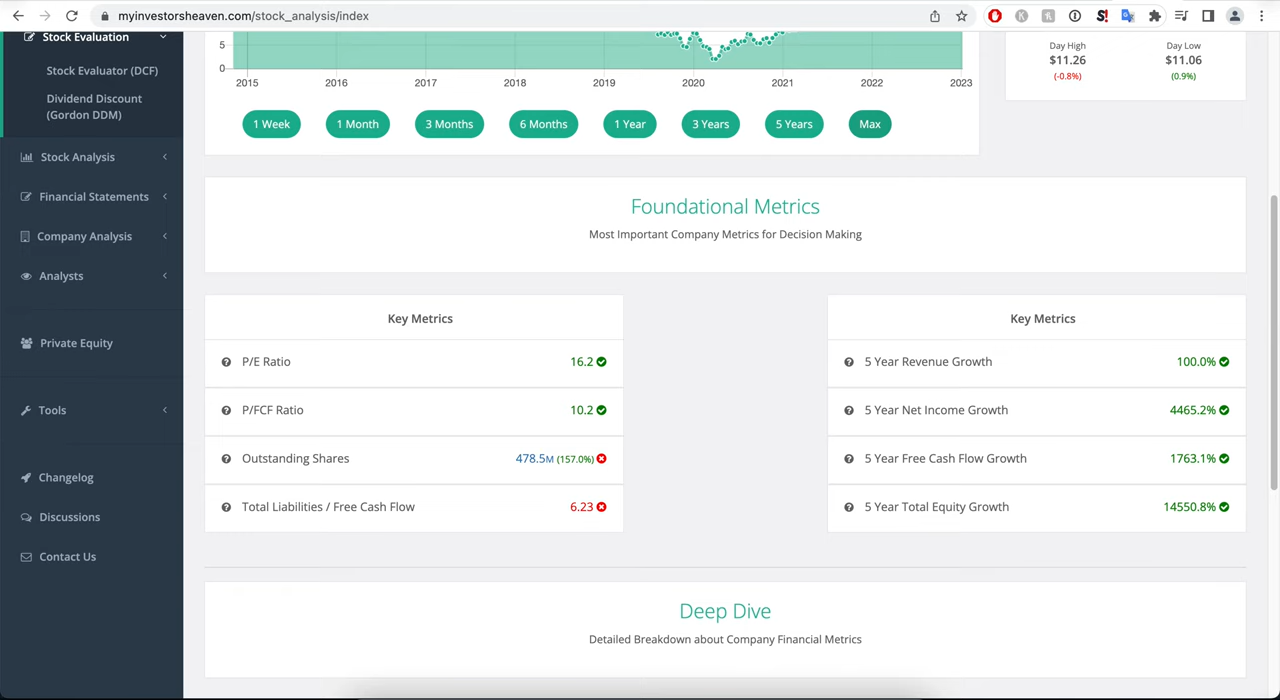 myinvestorsheaven.com/stock_analysis/index
Stock Evaluation
Stock Evaluator (DCF)
Dividend Discount
(Gordon DDM)
Stock Analysis
Financial Statements
Company Analysis
Analysts
Private Equity
Tools
Changelog
Discussions
Contact Us
5
0
2015 2016 2017 2018 2019 2020 2021 2022 2023
1 Week 1 Month 3 Months 6 Months 1 Year 3 Years 5 Years Max
Day High Day Low
$11.26 $11.06
(-0.8%) (0.9%)
Foundational Metrics
Most Important Company Metrics for Decision Making
Key Metrics
P/E Ratio 16.2
P/FCF Ratio 10.2
Outstanding Shares 478.5M (157.0%)
Total Liabilities / Free Cash Flow 6.23
Key Metrics
5 Year Revenue Growth 100.0%
5 Year Net Income Growth 4465.2%
5 Year Free Cash Flow Growth 1763.1%
5 Year Total Equity Growth 14550.8%
Deep Dive
Detailed Breakdown about Company Financial Metrics